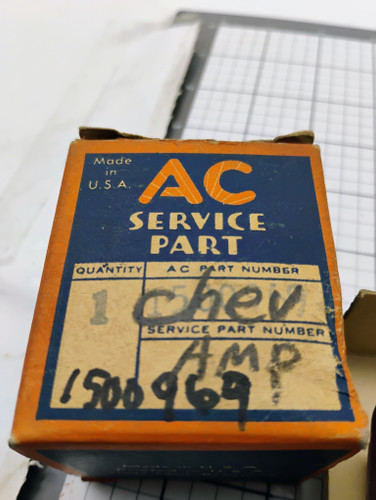 Made
in
U.S.A.
AC
SERVICE
PART
QUANTITY AC PART NUMBER
1 Chev
SERVICE PART NUMBER
AMP
1500969